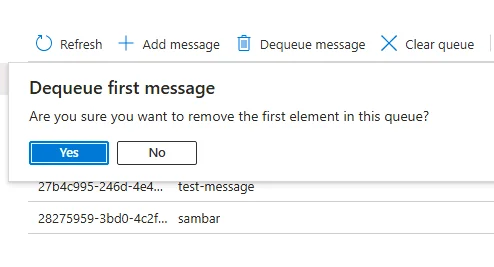 Refresh Add message Dequeue message Clear queue
Dequeue first message
Are you sure you want to remove the first element in this queue?
Yes No
27b4c995-246d-4e4... test-message
28275959-3bd0-4c2f... sambar